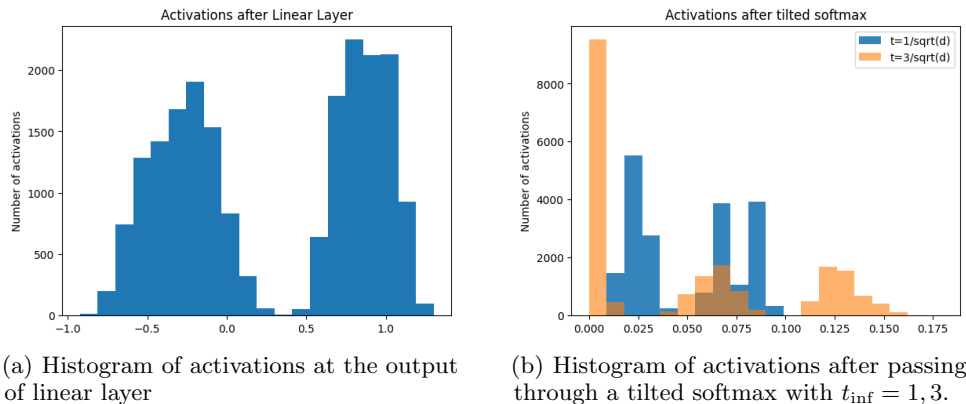 Activations after Linear Layer
Number of activations
2000
1500
1000
500
0
−1.0 −0.5 0.0 0.5 1.0
(a) Histogram of activations at the output
of linear layer
Activations after tilted softmax
t=1/sqrt(d)
t=3/sqrt(d)
Number of activations
8000
6000
4000
2000
0
0.000 0.025 0.050 0.075 0.100 0.125 0.150 0.175
(b) Histogram of activations after passing
through a tilted softmax with t_inf = 1, 3.